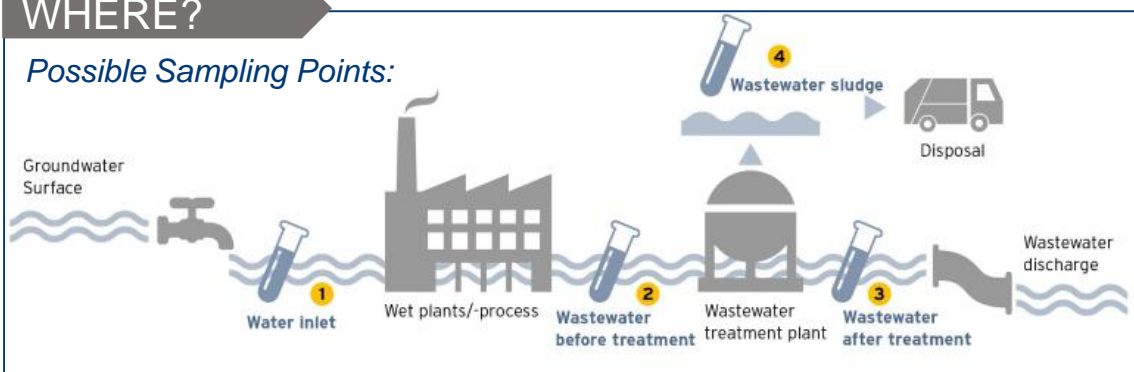 WHERE?
Possible Sampling Points:
4
Wastewater sludge
Disposal
Groundwater
Surface
1
Water inlet
Wet plants/-process
2
Wastewater
before treatment
Wastewater
treatment plant
3
Wastewater
after treatment
Wastewater
discharge